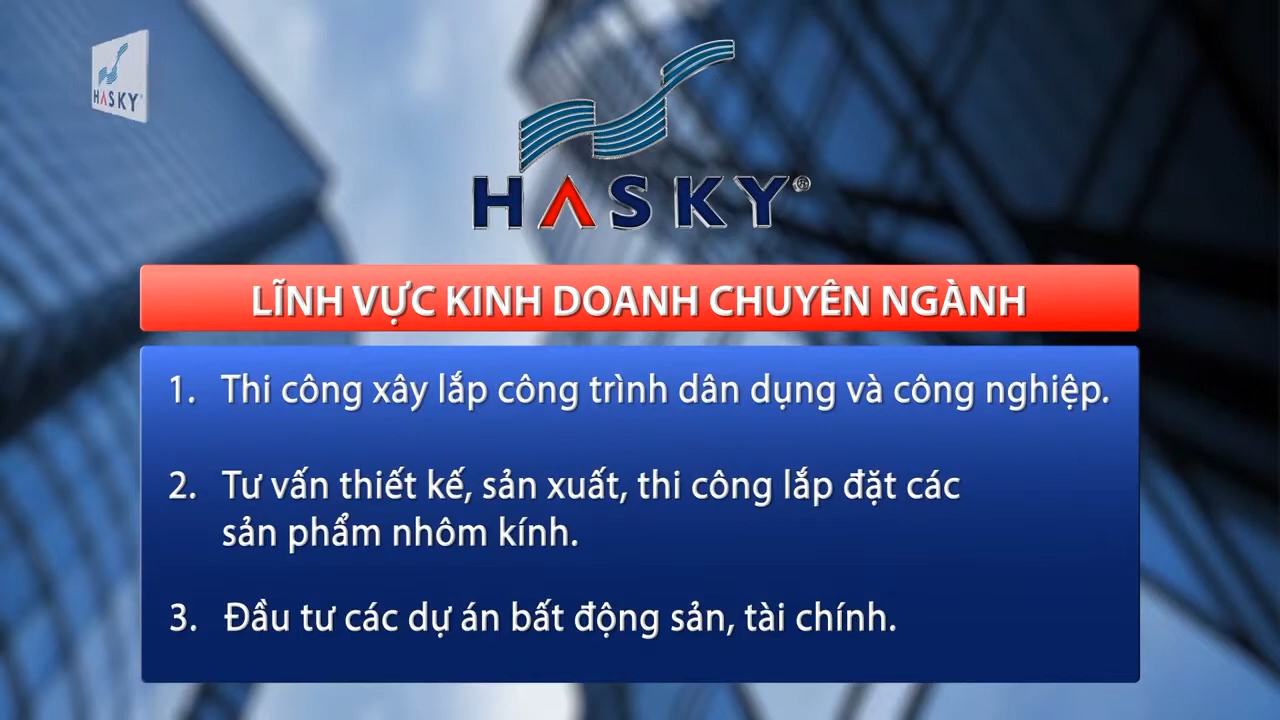 HASKY®
HASKY®
LĨNH VỰC KINH DOANH CHUYÊN NGÀNH
1. Thi công xây lắp công trình dân dụng và công nghiệp.
2. Tư vấn thiết kế, sản xuất, thi công lắp đặt các
sản phẩm nhôm kính.
3. Đầu tư các dự án bất động sản, tài chính.